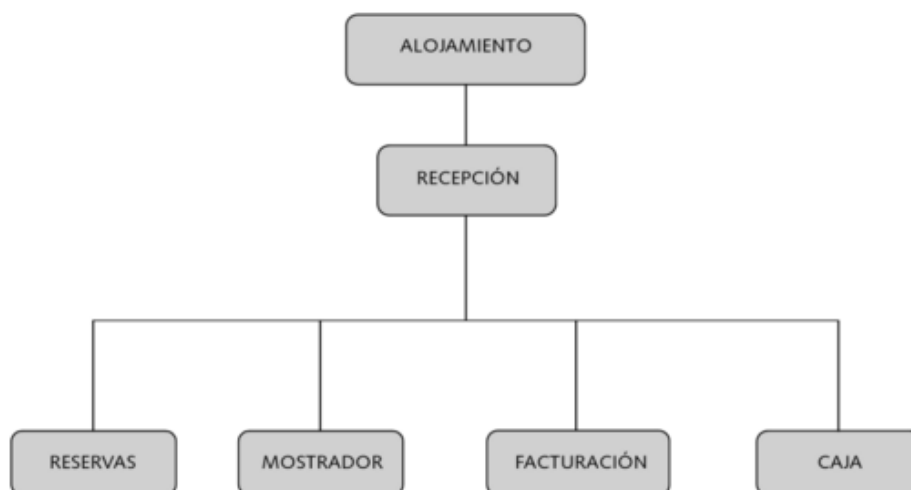 ALOJAMIENTO
RECEPCIÓN
RESERVAS
MOSTRADOR
FACTURACIÓN
CAJA